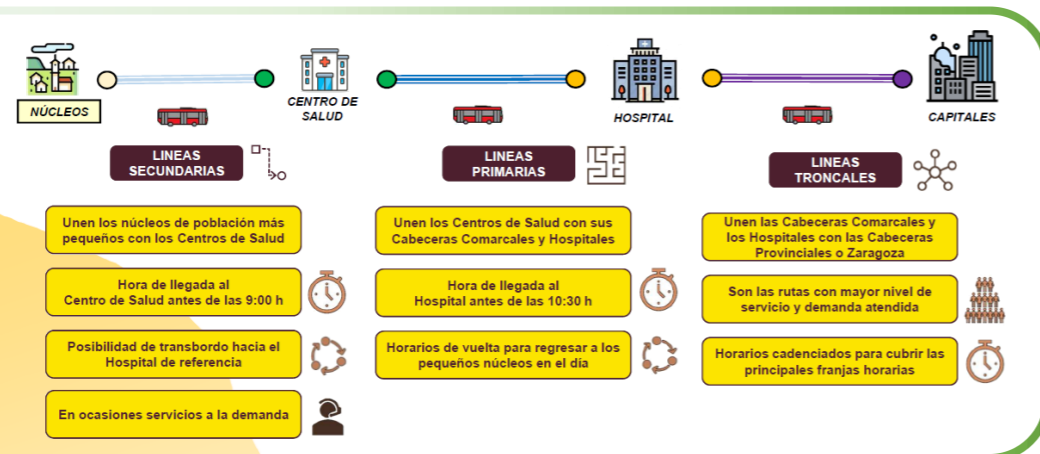 NÚCLEOS
CENTRO DE
SALUD
HOSPITAL
CAPITALES
LINEAS
SECUNDARIAS
Unen los núcleos de población más
pequeños con los Centros de Salud
Hora de llegada al
Centro de Salud antes de las 9:00 h
Posibilidad de transbordo hacia el
Hospital de referencia
En ocasiones servicios a la demanda
LINEAS
PRIMARIAS
Unen los Centros de Salud con sus
Cabeceras Comarcales y Hospitales
Hora de llegada al
Hospital antes de las 10:30 h
Horarios de vuelta para regresar a los
pequeños núcleos en el día
LINEAS
TRONCALES
Unen las Cabeceras Comarcales y
los Hospitales con las Cabeceras
Provinciales o Zaragoza
Son las rutas con mayor nivel de
servicio y demanda atendida
Horarios cadenciados para cubrir las
principales franjas horarias